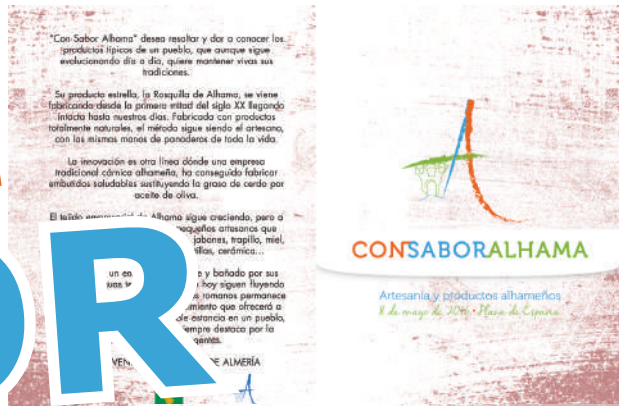 "Con Sabor Alhama" desea resaltar y dar a conocer los
productos típicos de un pueblo, que aunque sigue
evolucionando día a día, quiere mantener vivas sus
tradiciones.
Su producto estrella, la Rosquilla de Alhama, se viene
fabricando desde la primera mitad del siglo XX llegando
intacta hasta nuestros días. Fabricada con productos
totalmente naturales, el método sigue siendo el artesano,
con las mismas manos de panaderos de toda la vida.
La innovación es otra línea dónde una empresa
tradicional cárnica alhameña, ha conseguido fabricar
embutidos saludables sustituyendo la grasa de cerdo por
aceite de oliva.
El tejido empresarial de Alhama sigue creciendo, pero a
pequeños artesanos que
jabones, trapillo, miel,
cerámica...
e y bañado por sus
hoy siguen fluyendo
s romanos permanece
miento que ofrecerá a
ble estancia en un pueblo,
siempre destaca por la
gentes.
DE ALMERÍA
OR
CONSABORALHAMA
Artesanía y productos alhameños
8 de mayo de Plaza de España